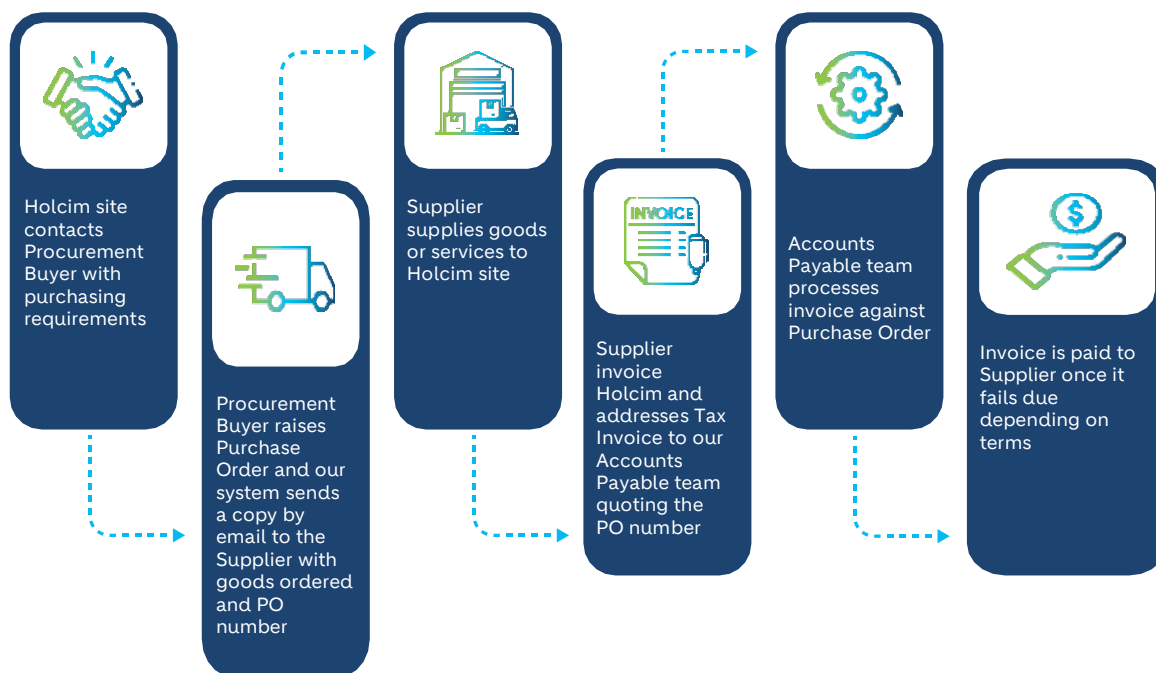 Holcim site
contacts
Procurement
Buyer with
purchasing
requirements
Procurement
Buyer raises
Purchase
Order and our
system sends
a copy by
email to the
Supplier with
goods ordered
and PO
number
Supplier
supplies goods
or services to
Holcim site
INVOICE
Supplier
invoice
Holcim and
addresses Tax
Invoice to our
Accounts
Payable team
quoting the
PO number
Accounts
Payable team
processes
invoice against
Purchase Order
$
Invoice is paid to
Supplier once it
fails due
depending on
terms